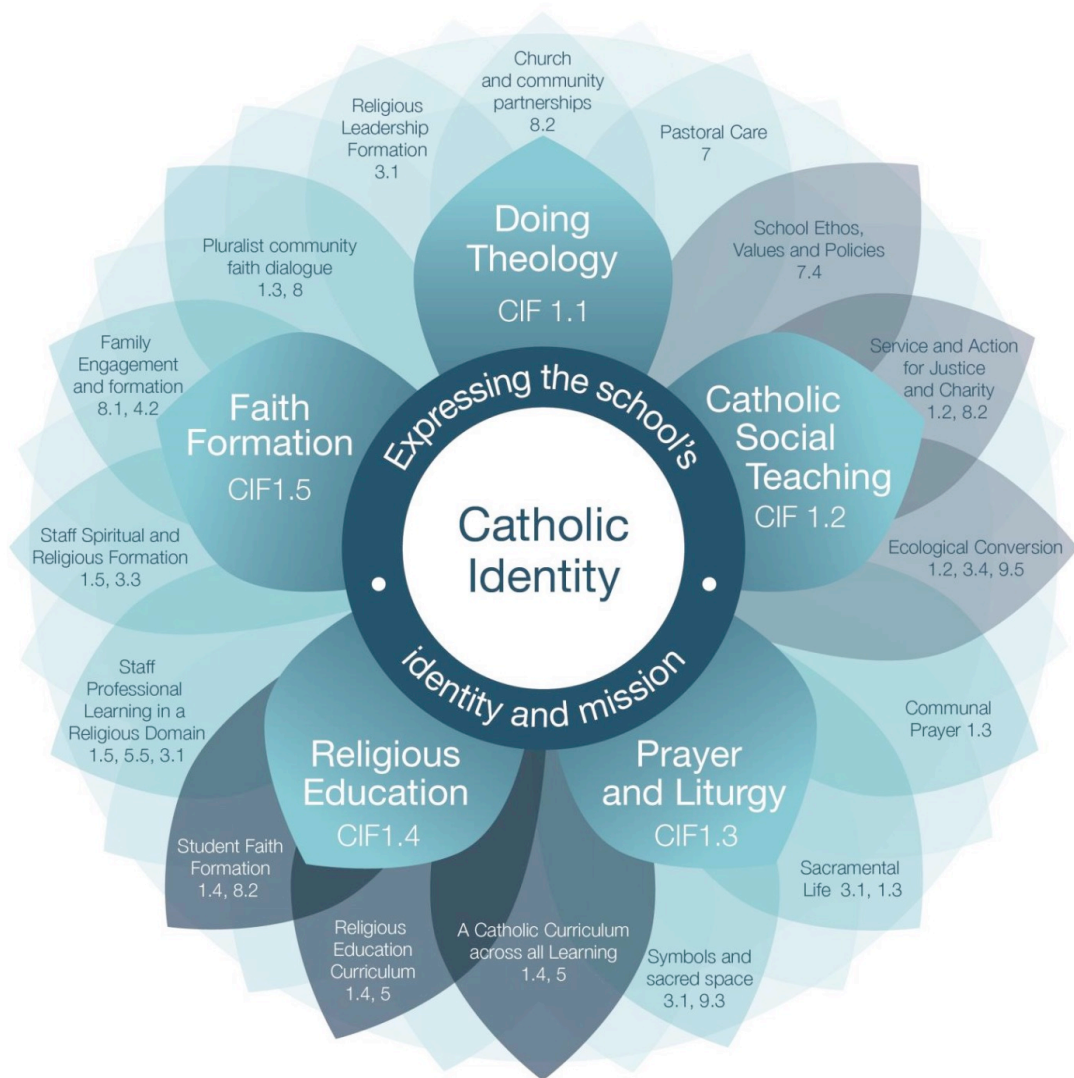 Church
and community
partnerships
8.2
Pastoral Care
7
School Ethos,
Values and Policies
7.4
Service and Action
for Justice
and Charity
1.2, 8.2
Ecological Conversion
1.2, 3.4, 9.5
Communal
Prayer 1.3
Sacramental
Life 3.1, 1.3
Symbols and
sacred space
3.1, 9.3
A Catholic Curriculum
across all Learning
1.4, 5
Religious
Education
Curriculum
1.4, 5
Student Faith
Formation
1.4, 8.2
Staff
Professional
Learning in a
Religious Domain
1.5, 5.5, 3.1
Staff Spiritual and
Religious Formation
1.5, 3.3
Family
Engagement
and formation
8.1, 4.2
Pluralist community
faith dialogue
1.3, 8
Religious
Leadership
Formation
3.1
Doing
Theology
CIF 1.1
Catholic
Social
Teaching
CIF 1.2
Prayer
and Liturgy
CIF1.3
Religious
Education
CIF1.4
Faith
Formation
CIF1.5
Expressing the school's
identity and mission
Catholic
Identity